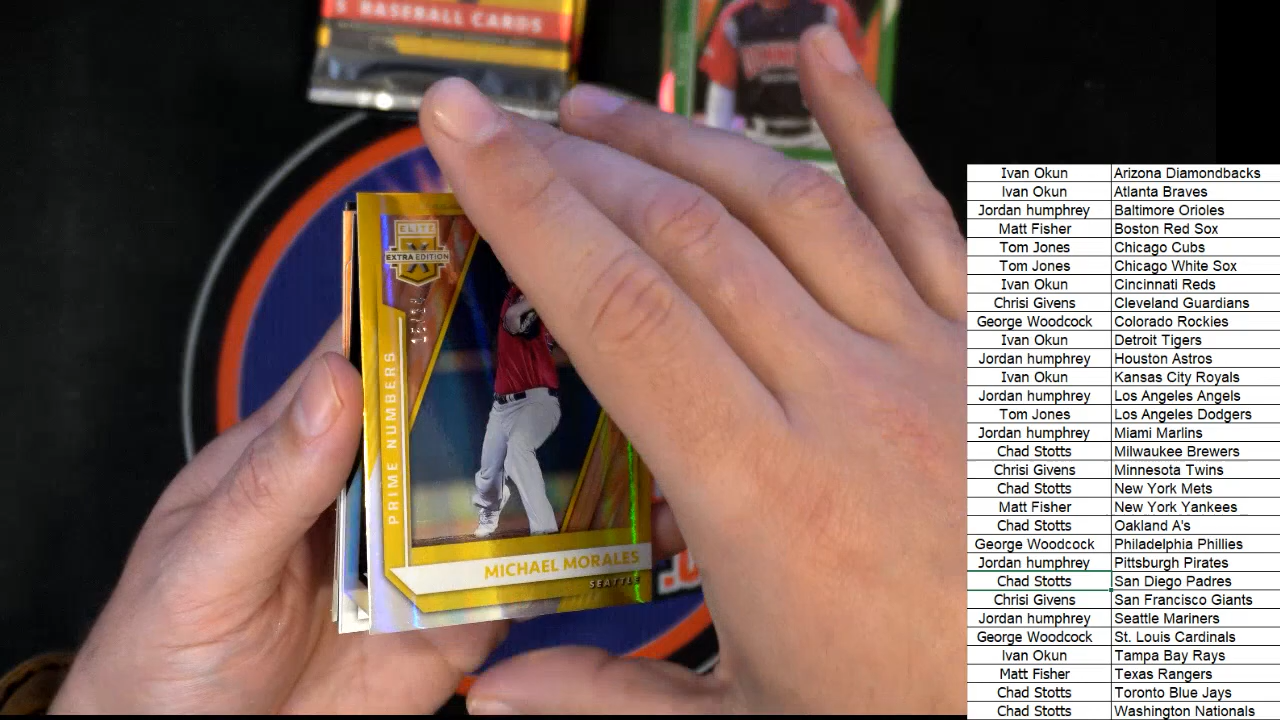 BASEBALL CARDS
ELITE
X
EXTRA EDITION
PRIME NUMBERS
MICHAEL MORALES
SEATTLE
Ivan Okun Arizona Diamondbacks
Ivan Okun Atlanta Braves
Jordan humphrey Baltimore Orioles
Matt Fisher Boston Red Sox
Tom Jones Chicago Cubs
Tom Jones Chicago White Sox
Ivan Okun Cincinnati Reds
Chrisi Givens Cleveland Guardians
George Woodcock Colorado Rockies
Ivan Okun Detroit Tigers
Jordan humphrey Houston Astros
Ivan Okun Kansas City Royals
Jordan humphrey Los Angeles Angels
Tom Jones Los Angeles Dodgers
Jordan humphrey Miami Marlins
Chad Stotts Milwaukee Brewers
Chrisi Givens Minnesota Twins
Chad Stotts New York Mets
Matt Fisher New York Yankees
Chad Stotts Oakland A's
George Woodcock Philadelphia Phillies
Jordan humphrey Pittsburgh Pirates
Chad Stotts San Diego Padres
Chrisi Givens San Francisco Giants
Jordan humphrey Seattle Mariners
George Woodcock St. Louis Cardinals
Ivan Okun Tampa Bay Rays
Matt Fisher Texas Rangers
Chad Stotts Toronto Blue Jays
Chad Stotts Washington Nationals